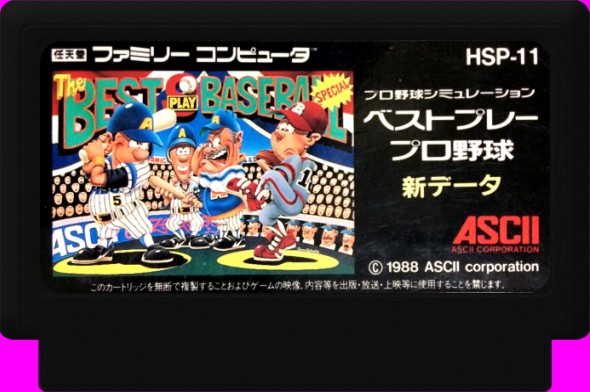 任天堂 ファミリー コンピュータ™
HSP-11
The BEST PLAY BASEBALL
SPECIAL
プロ野球シミュレーション
ベストプレー
プロ野球
新データ
ASCII
ASCII CORPORATION
© 1988 ASCII corporation
A
A
B
5
1
ASCI
このカートリッジを無断で複製することおよびゲームの映像、内容等を出版・放送・上映等に使用することを禁じます。